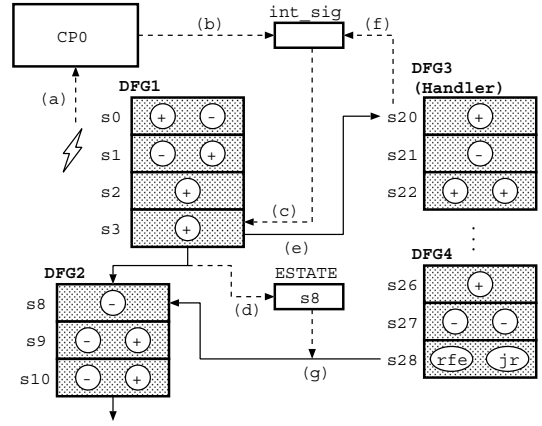 int_sig
CP0
(b)
(f)
(a)
DFG1
DFG3
(Handler)
s0 + -
s20 +
s1 - +
s21 -
s2 +
s22 + +
(c)
s3 +
(e)
DFG2
ESTATE
DFG4
s8 -
(d)
s8
s26 +
s9 - +
s27 - -
s10 - +
(g)
s28 rfe jr